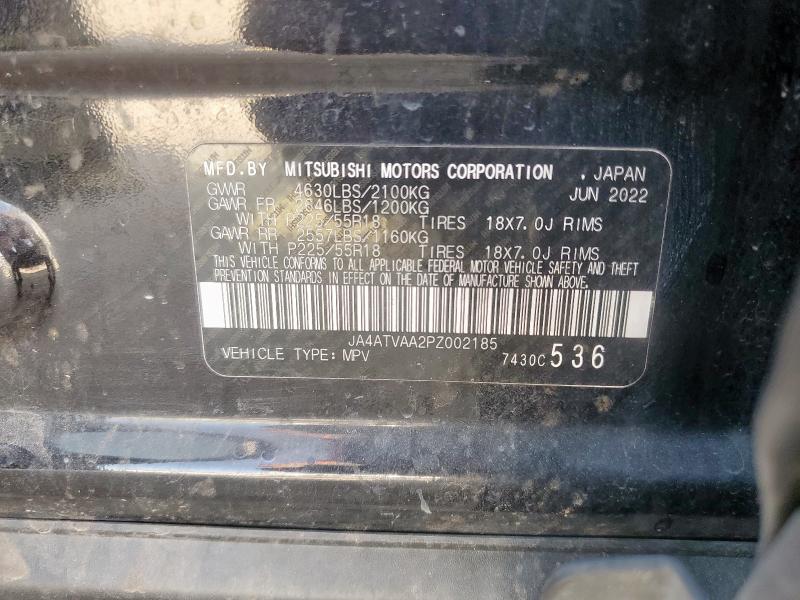 MFD.BY MITSUBISHI MOTORS CORPORATION , JAPAN
GVWR 4630LBS/2100KG JUN 2022
GAWR FR 2646LBS/1200KG
WITH P225/55R18 TIRES 18X7.0J RIMS
GAWR RR 2557LBS/1160KG
WITH P225/55R18 TIRES 18X7.0J RIMS
THIS VEHICLE CONFORMS TO ALL APPLICABLE FEDERAL MOTOR VEHICLE SAFETY AND THEFT
PREVENTION STANDARDS IN EFFECT ON THE DATE OF MANUFACTURE SHOWN ABOVE.
JA4ATVAA2PZ002185
VEHICLE TYPE: MPV 7430C 536